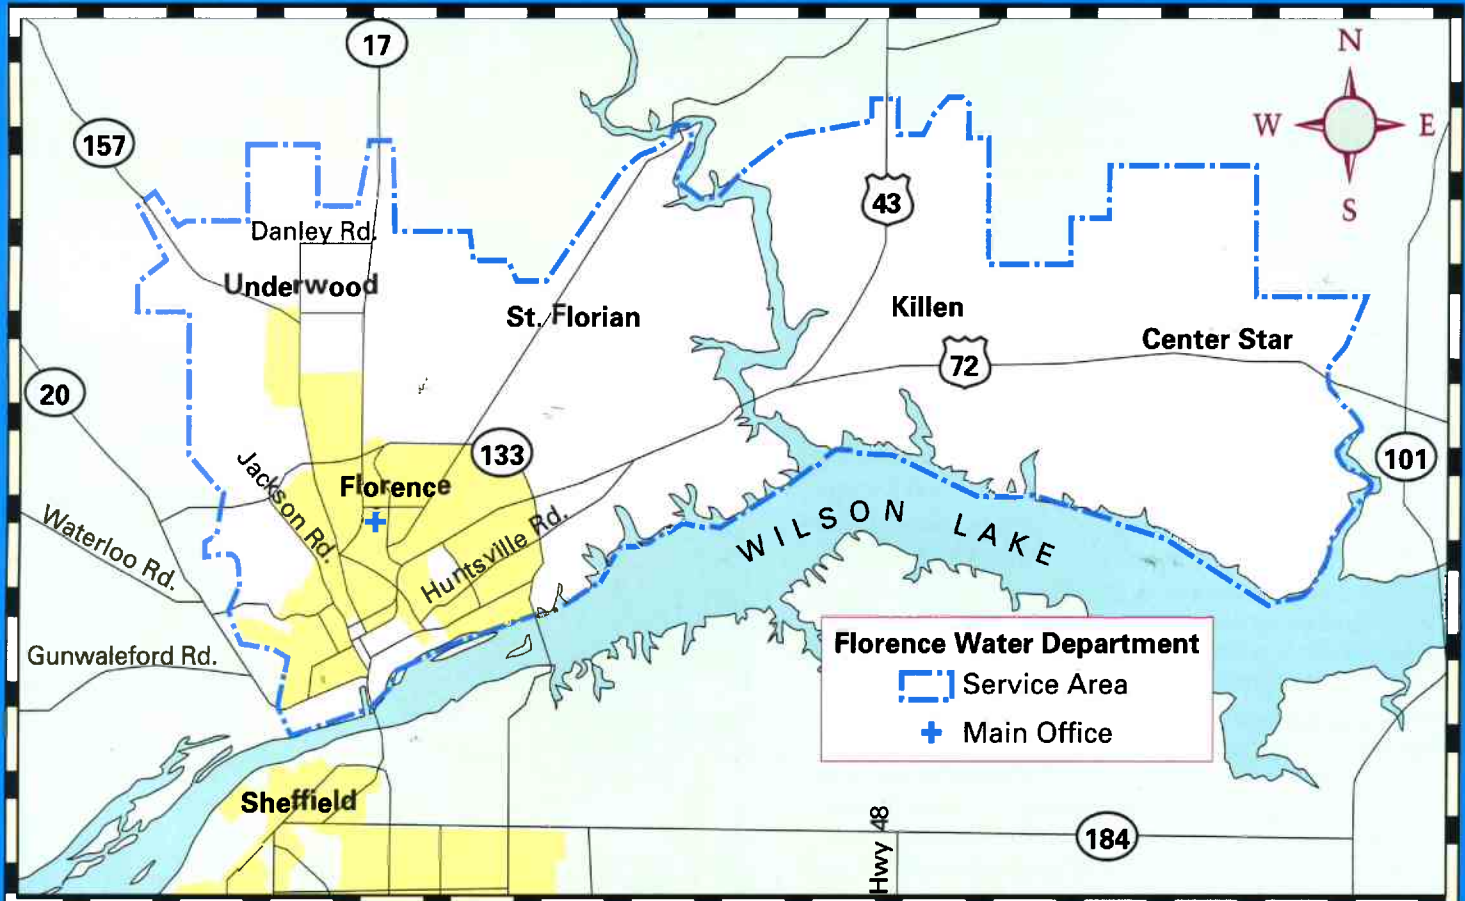 17
N
W E
S
157
43
Danley Rd.
Underwood
St. Florian
Killen
Center Star
72
20
133
101
Jackson Rd.
Florence
Waterloo Rd.
Huntsville Rd.
WILSON LAKE
Gunwaleford Rd.
Florence Water Department
Service Area
Main Office
Sheffield
Hwy 48
184